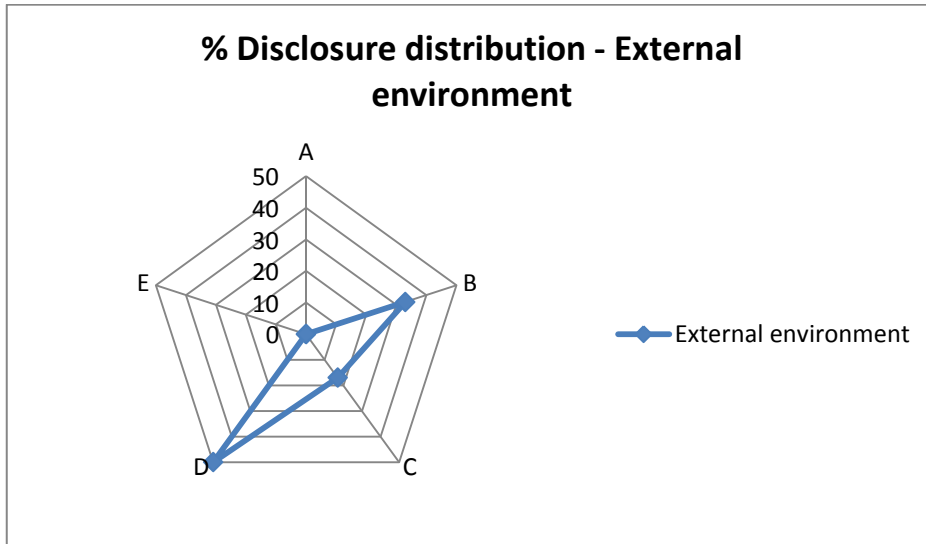 % Disclosure distribution - External
environment
A
50
40
30
20
10
0
B
C
D
E
External environment